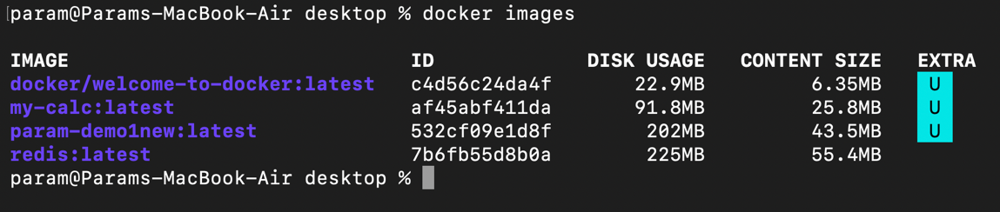 param@Params-MacBook-Air desktop % docker images
IMAGE ID DISK USAGE CONTENT SIZE EXTRA
docker/welcome-to-docker:latest c4d56c24da4f 22.9MB 6.35MB U
my-calc:latest af45abf411da 91.8MB 25.8MB U
param-demo1new:latest 532cf09e1d8f 202MB 43.5MB U
redis:latest 7b6fb55d8b0a 225MB 55.4MB
param@Params-MacBook-Air desktop %